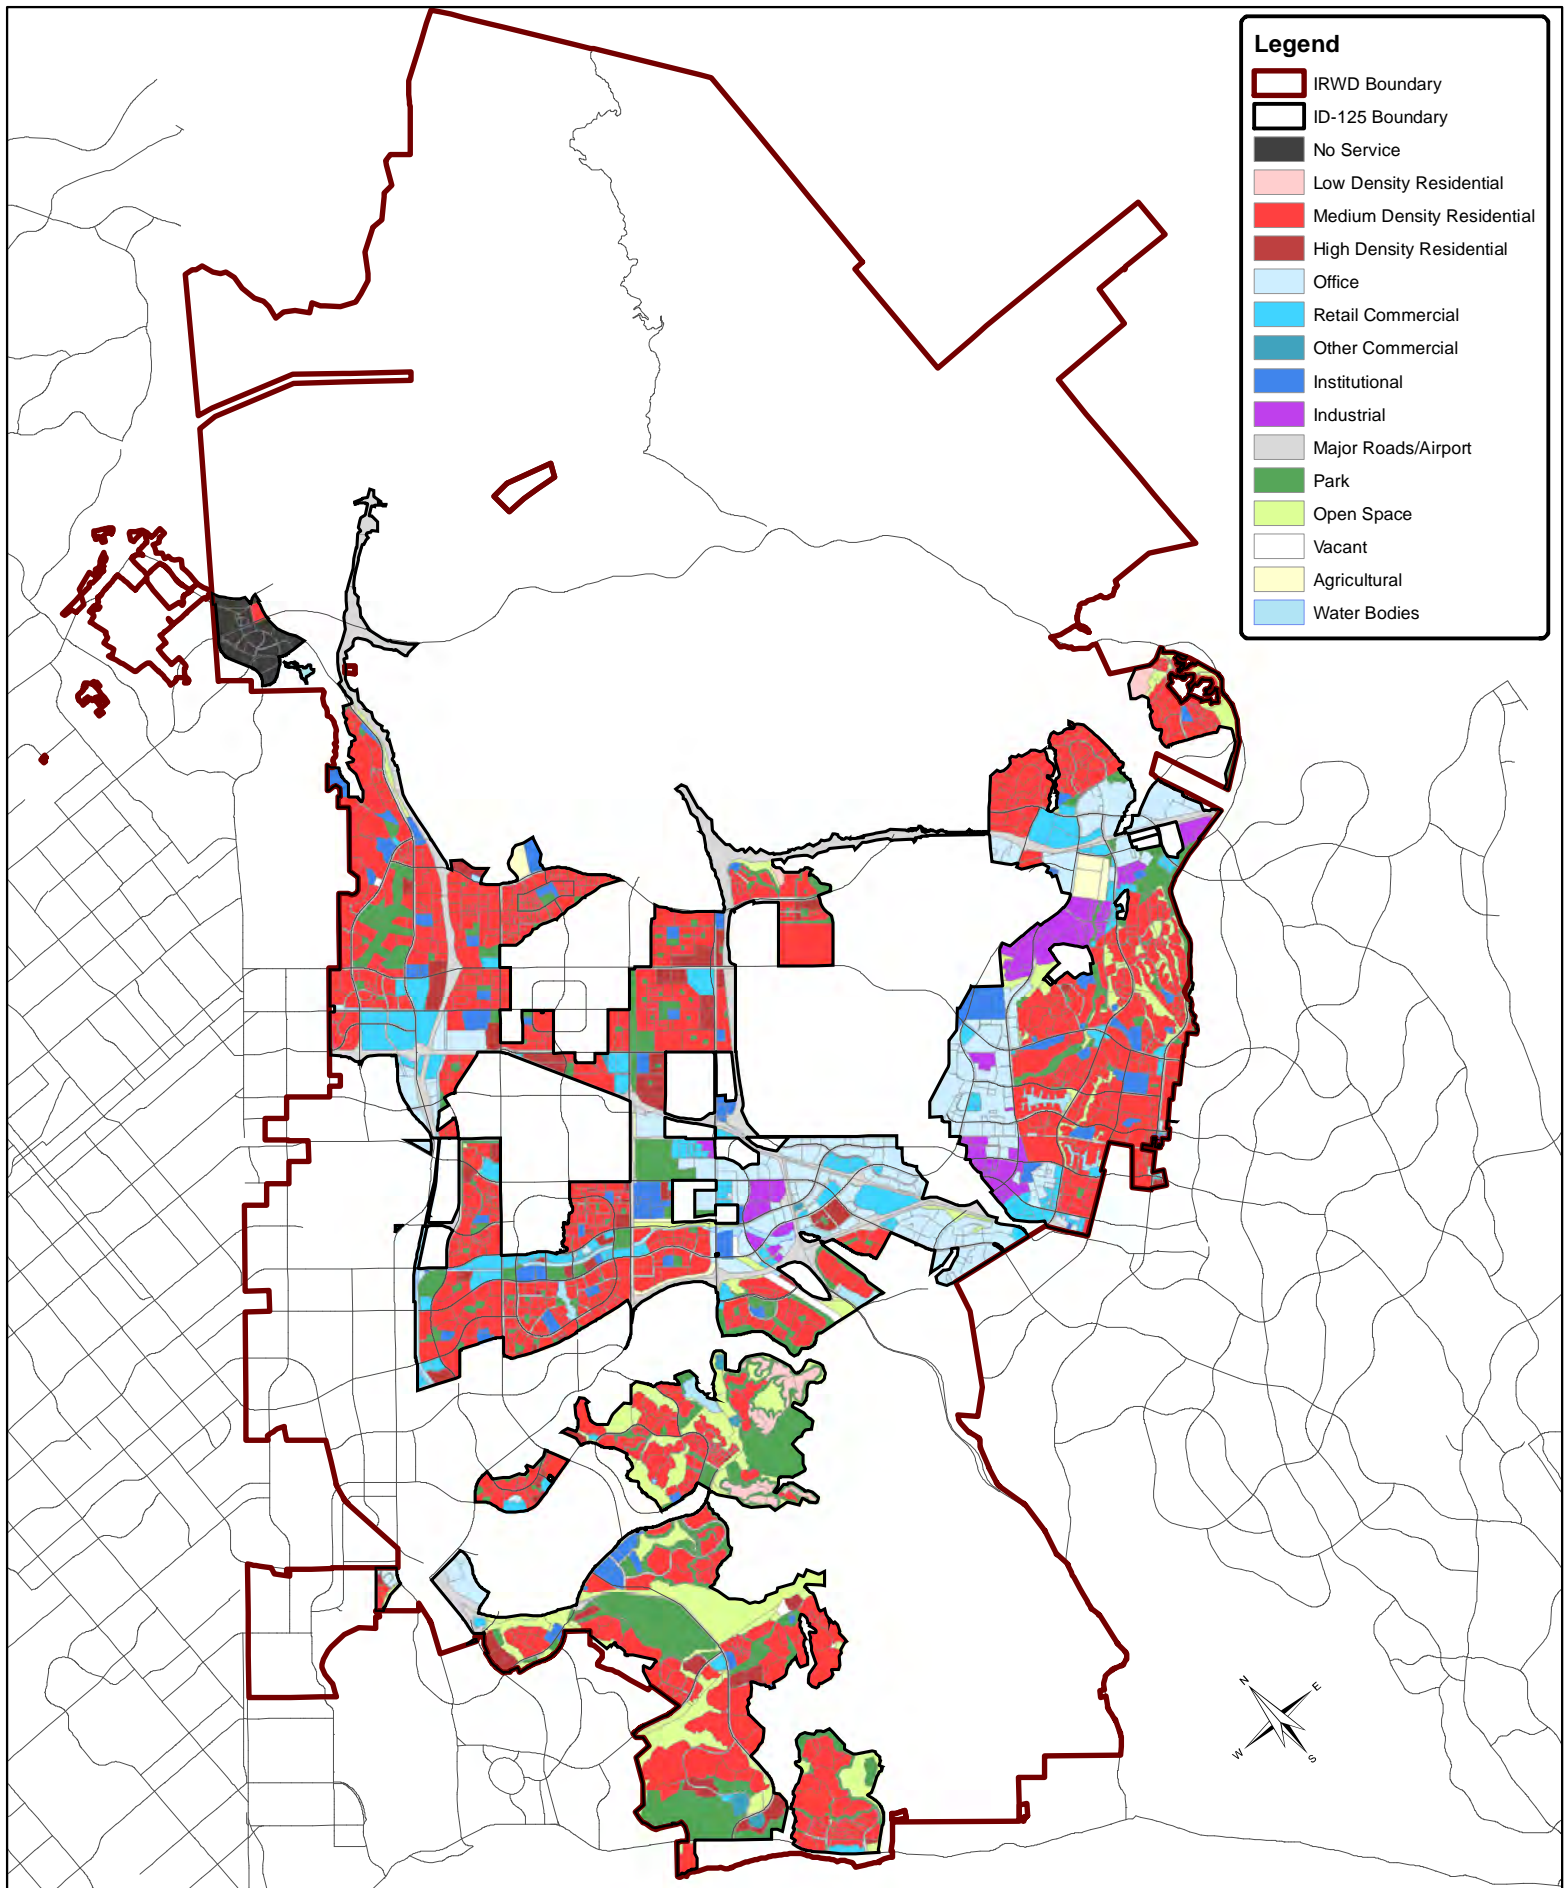 Legend
IRWD Boundary
ID-125 Boundary
No Service
Low Density Residential
Medium Density Residential
High Density Residential
Office
Retail Commercial
Other Commercial
Institutional
Industrial
Major Roads/Airport
Park
Open Space
Vacant
Agricultural
Water Bodies
N
E
W
S